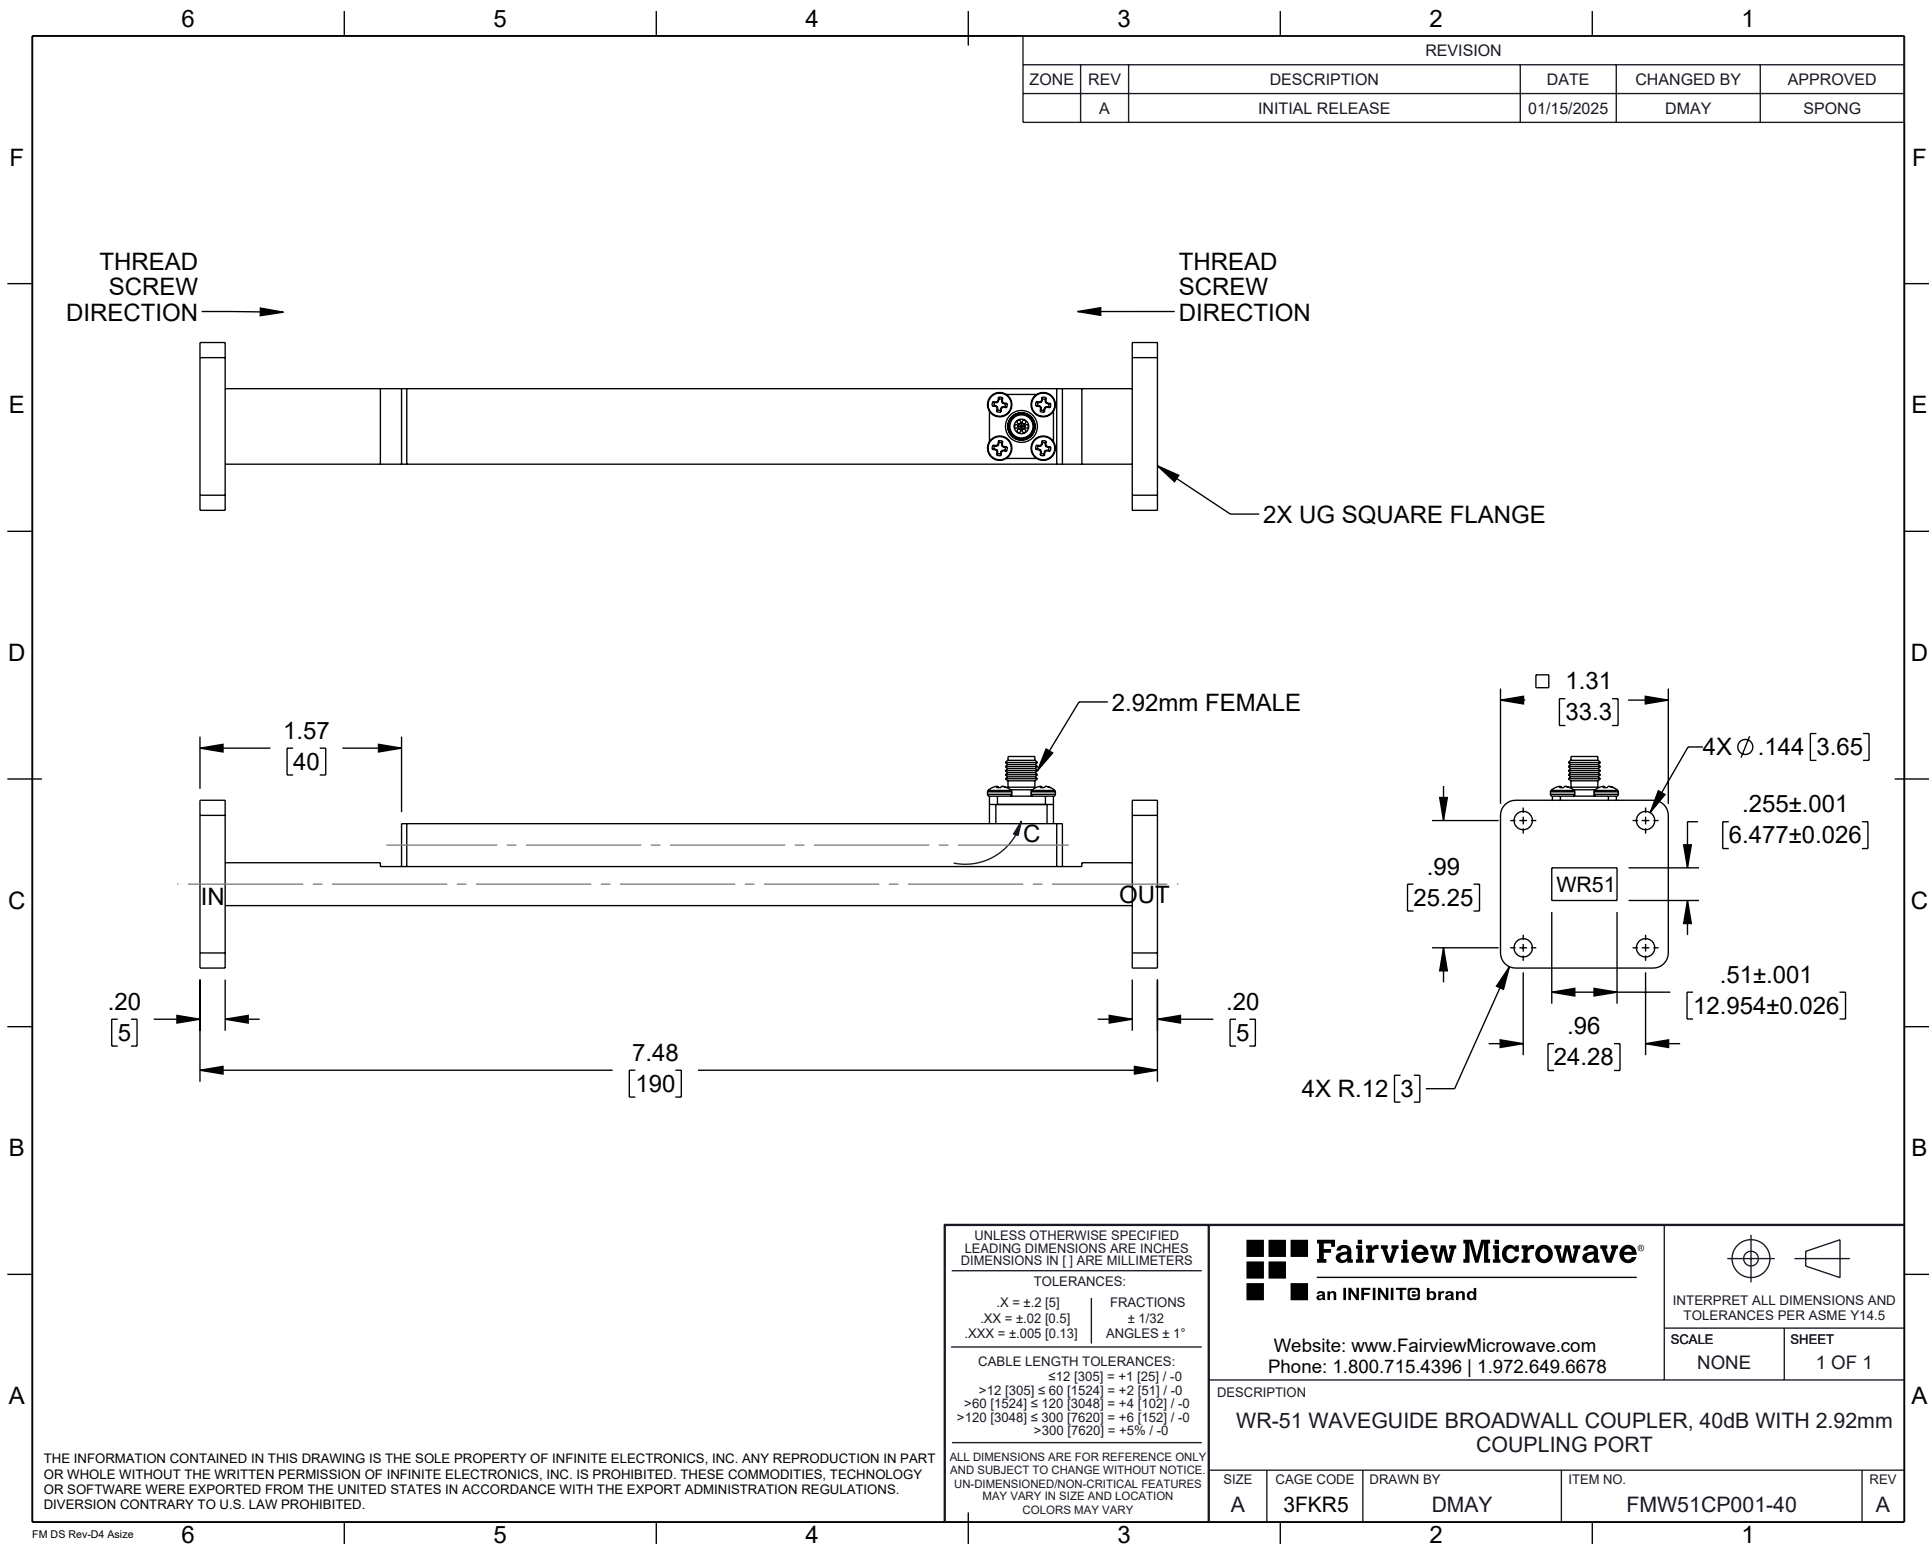 6 5 4 3 2 1
REVISION
ZONE REV DESCRIPTION DATE CHANGED BY APPROVED
A INITIAL RELEASE 01/15/2025 DMAY SPONG
F F
THREAD
SCREW
DIRECTION
THREAD
SCREW
DIRECTION
E E
2X UG SQUARE FLANGE
D D
2.92mm FEMALE
□ 1.31
[33.3]
1.57
[40]
4X ∅ .144 [3.65]
.255±.001
[6.477±0.026]
C
.99
[25.25]
WR51
C IN OUT C
.51±.001
[12.954±0.026]
.20
[5]
.20
[5]
.96
[24.28]
7.48
[190]
4X R.12 [3]
B B
UNLESS OTHERWISE SPECIFIED
LEADING DIMENSIONS ARE INCHES
DIMENSIONS IN [ ] ARE MILLIMETERS
TOLERANCES:
.X = ±.2 [5]
.XX = ±.02 [0.5]
.XXX = ±.005 [0.13]
FRACTIONS
± 1/32
ANGLES ± 1°
CABLE LENGTH TOLERANCES:
≤12 [305] = +1 [25] / -0
>12 [305] ≤ 60 [1524] = +2 [51] / -0
>60 [1524] ≤ 120 [3048] = +4 [102] / -0
>120 [3048] ≤ 300 [7620] = +6 [152] / -0
>300 [7620] = +5% / -0
ALL DIMENSIONS ARE FOR REFERENCE ONLY
AND SUBJECT TO CHANGE WITHOUT NOTICE.
UN-DIMENSIONED/NON-CRITICAL FEATURES
MAY VARY IN SIZE AND LOCATION
COLORS MAY VARY
Fairview Microwave®
an INFINITE brand
Website: www.FairviewMicrowave.com
Phone: 1.800.715.4396 | 1.972.649.6678
INTERPRET ALL DIMENSIONS AND
TOLERANCES PER ASME Y14.5
SCALE SHEET
NONE 1 OF 1
A A
DESCRIPTION
WR-51 WAVEGUIDE BROADWALL COUPLER, 40dB WITH 2.92mm
COUPLING PORT
SIZE CAGE CODE DRAWN BY ITEM NO. REV
A 3FKR5 DMAY FMW51CP001-40 A
THE INFORMATION CONTAINED IN THIS DRAWING IS THE SOLE PROPERTY OF INFINITE ELECTRONICS, INC. ANY REPRODUCTION IN PART
OR WHOLE WITHOUT THE WRITTEN PERMISSION OF INFINITE ELECTRONICS, INC. IS PROHIBITED. THESE COMMODITIES, TECHNOLOGY
OR SOFTWARE WERE EXPORTED FROM THE UNITED STATES IN ACCORDANCE WITH THE EXPORT ADMINISTRATION REGULATIONS.
DIVERSION CONTRARY TO U.S. LAW PROHIBITED.
FM DS Rev-D4 Asize
6 5 4 3 2 1